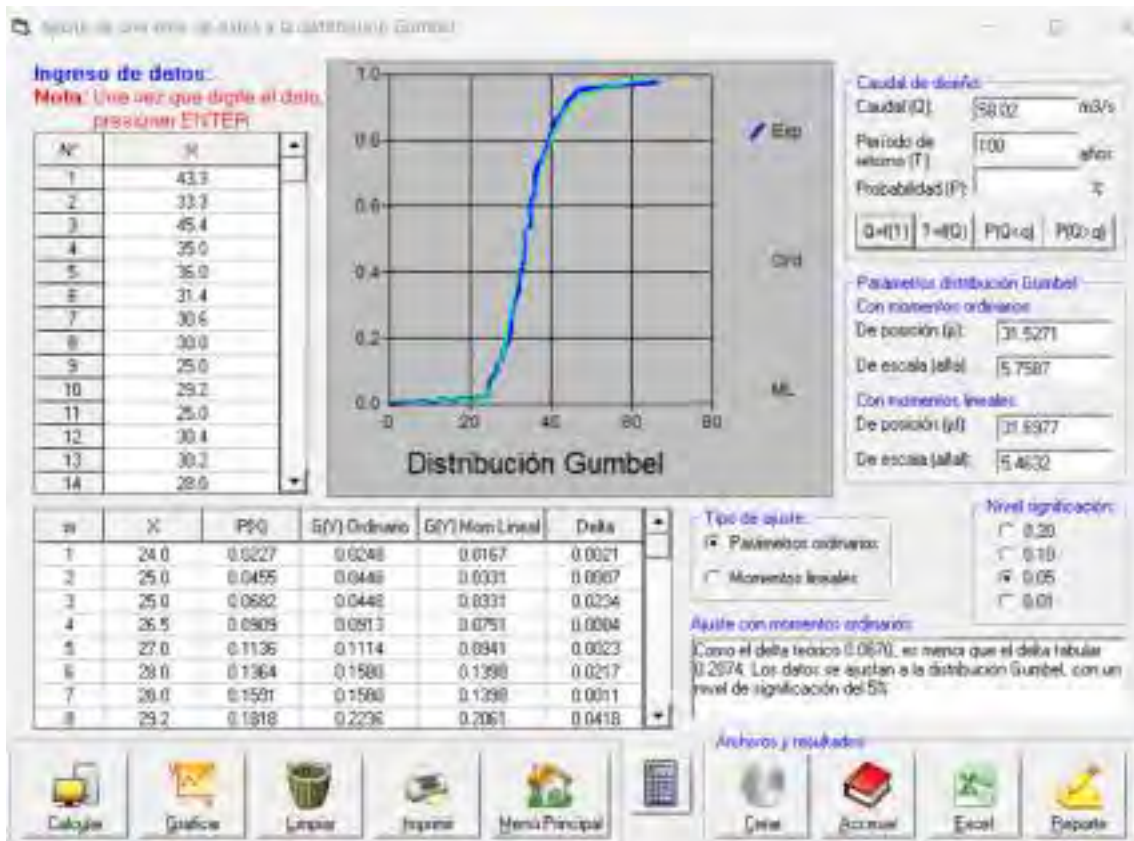 Ajuste de una serie de datos a la distribución Gumbel
Ingreso de datos:
Nota: Una vez que digite el dato,
presionar ENTER
Nº X
1 43.3
2 33.3
3 45.4
4 35.0
5 36.0
6 31.4
7 30.6
8 30.0
9 25.0
10 29.2
11 25.0
12 30.4
13 30.2
14 28.0
1.0
0.8
0.6
0.4
0.2
0.0
0 20 40 60 80
Exp
Ord
ML
Distribución Gumbel
Caudal de diseño:
Caudal (Q): 58.02 m3/s
Período de
retorno (T): 100 años
Probabilidad (P): %
Q=f(T) T=f(Q) P(Q<q) P(Q>q)
Parámetros distribución Gumbel
Con momentos ordinarios:
De posición (µ): 31.5271
De escala (alfa): 5.7587
Con momentos lineales:
De posición (µl): 31.6977
De escala (alfal): 5.4632
m X P(X) G(Y) Ordinario G(Y) Mom Lineal Delta
1 24.0 0.0227 0.0248 0.0167 0.0021
2 25.0 0.0455 0.0448 0.0331 0.0007
3 25.0 0.0682 0.0448 0.0331 0.0234
4 26.5 0.0909 0.0913 0.0751 0.0004
5 27.0 0.1136 0.1114 0.0941 0.0023
6 28.0 0.1364 0.1580 0.1398 0.0217
7 28.0 0.1591 0.1580 0.1398 0.0011
8 29.2 0.1818 0.2236 0.2061 0.0418
Tipo de ajuste:
Parámetros ordinarios
Momentos lineales
Nivel significación:
0.20
0.10
0.05
0.01
Ajuste con momentos ordinarios:
Como el delta teórico 0.0670, es menor que el delta tabular
0.2074. Los datos se ajustan a la distribución Gumbel, con un
nivel de significación del 5%
Archivos y resultados:
Calcular Graficar Limpiar Imprimir Menú Principal Crear Accesar Excel Reporte